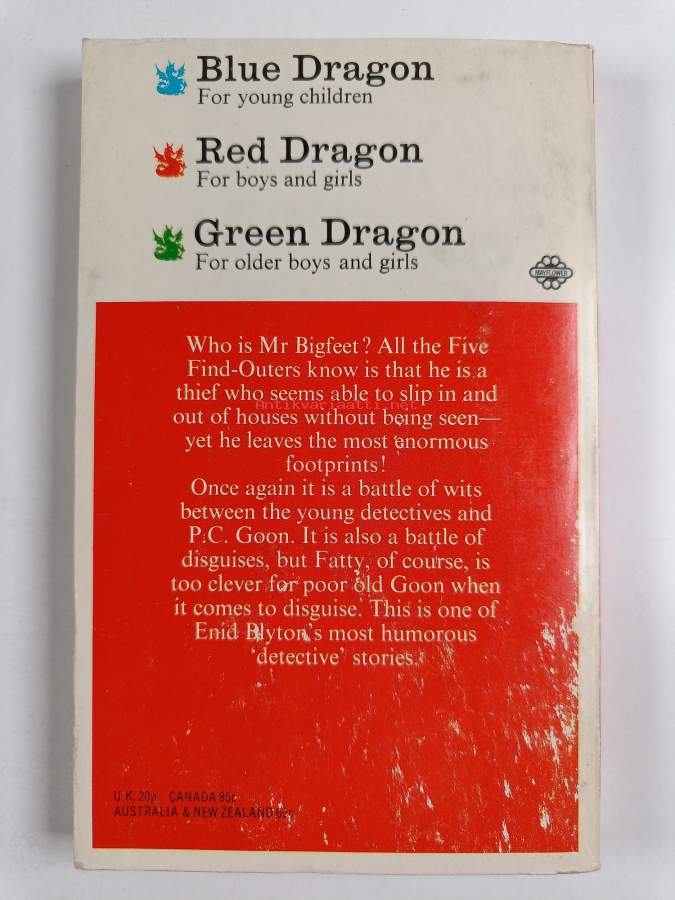 Blue Dragon
For young children
Red Dragon
For boys and girls
Green Dragon
For older boys and girls
MAYFLOWER
Who is Mr Bigfeet? All the Five
Find-Outers know is that he is a
thief who seems able to slip in and
antikvariaatti.net
out of houses without being seen—
yet he leaves the most enormous
footprints!
Once again it is a battle of wits
between the young detectives and
P.C. Goon. It is also a battle of
disguises, but Fatty, of course, is
too clever for poor old Goon when
it comes to disguise. This is one of
Enid Blyton's most humorous
'detective' stories.
U.K. 20p CANADA 85c
AUSTRALIA & NEW ZEALAND